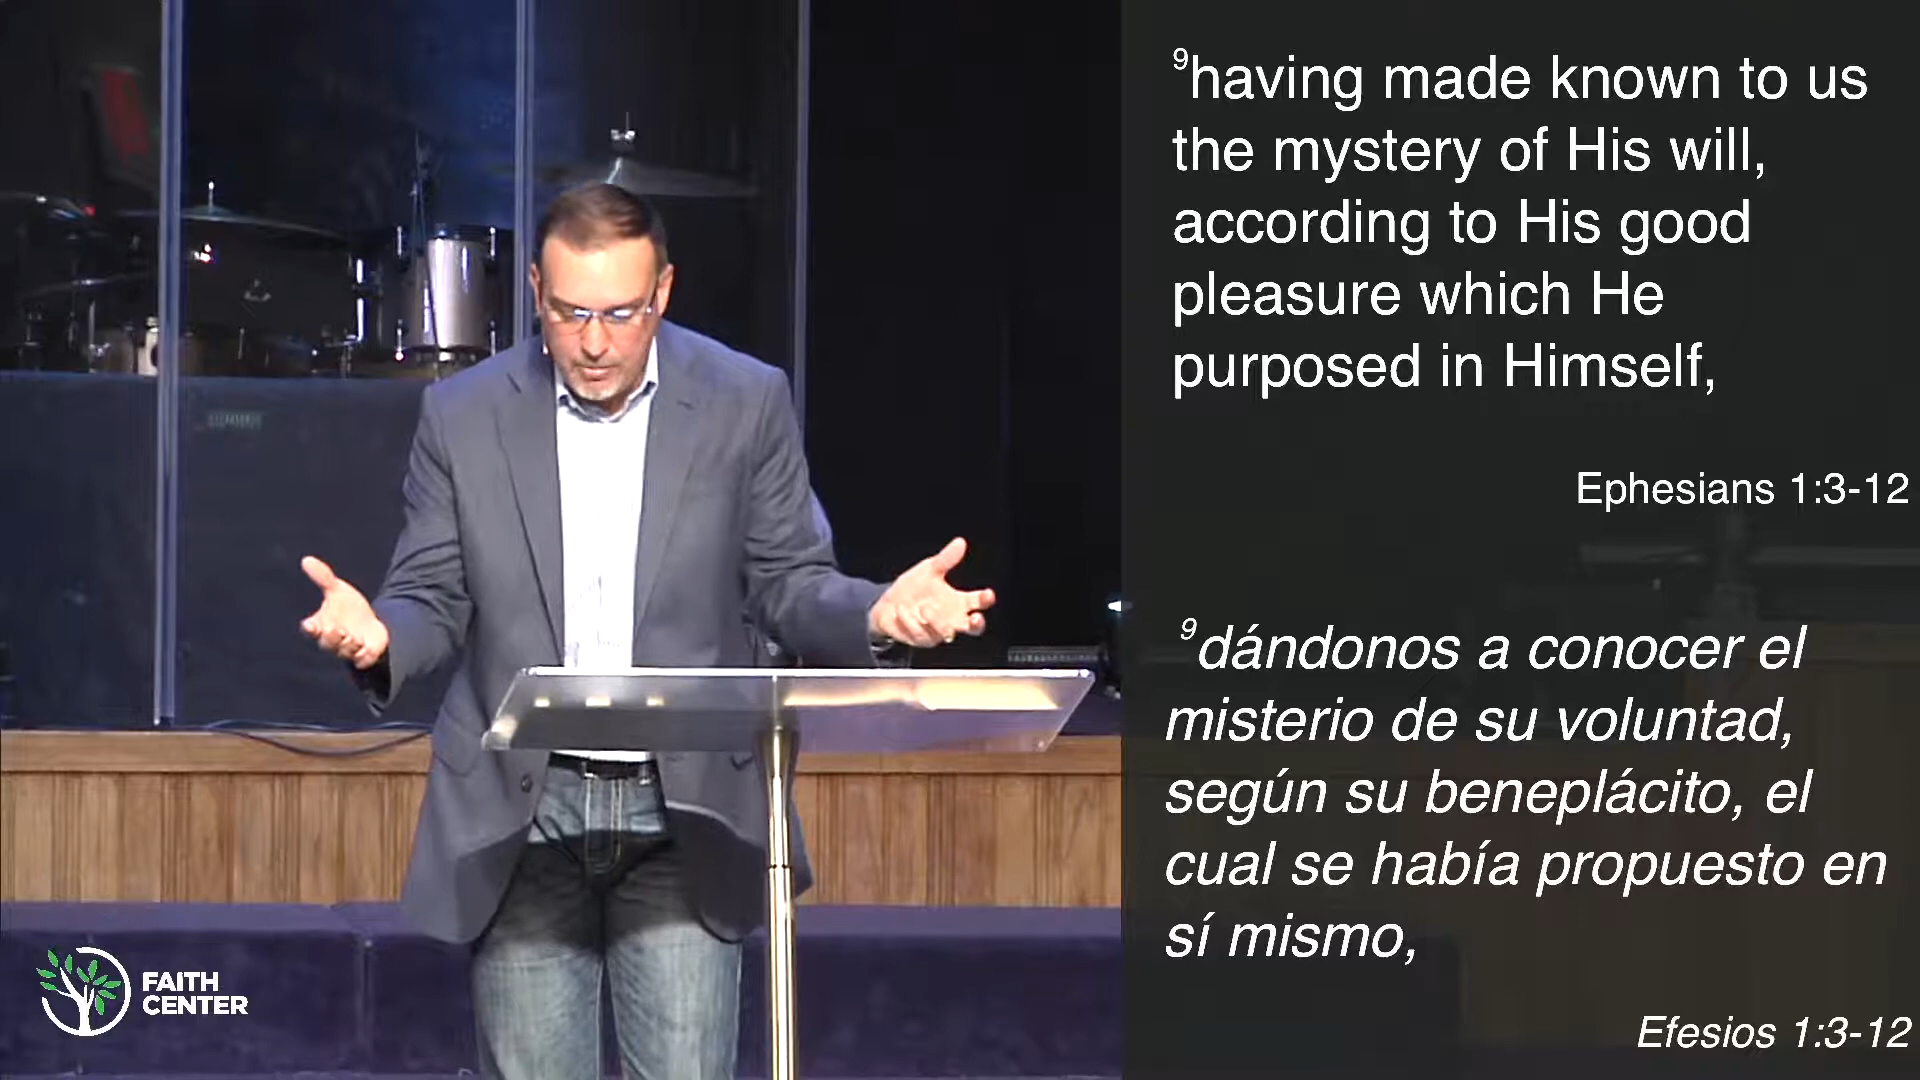 ⁹having made known to us
the mystery of His will,
according to His good
pleasure which He
purposed in Himself,
Ephesians 1:3-12
⁹dándonos a conocer el
misterio de su voluntad,
según su beneplácito, el
cual se había propuesto en
sí mismo,
Efesios 1:3-12
FAITH
CENTER